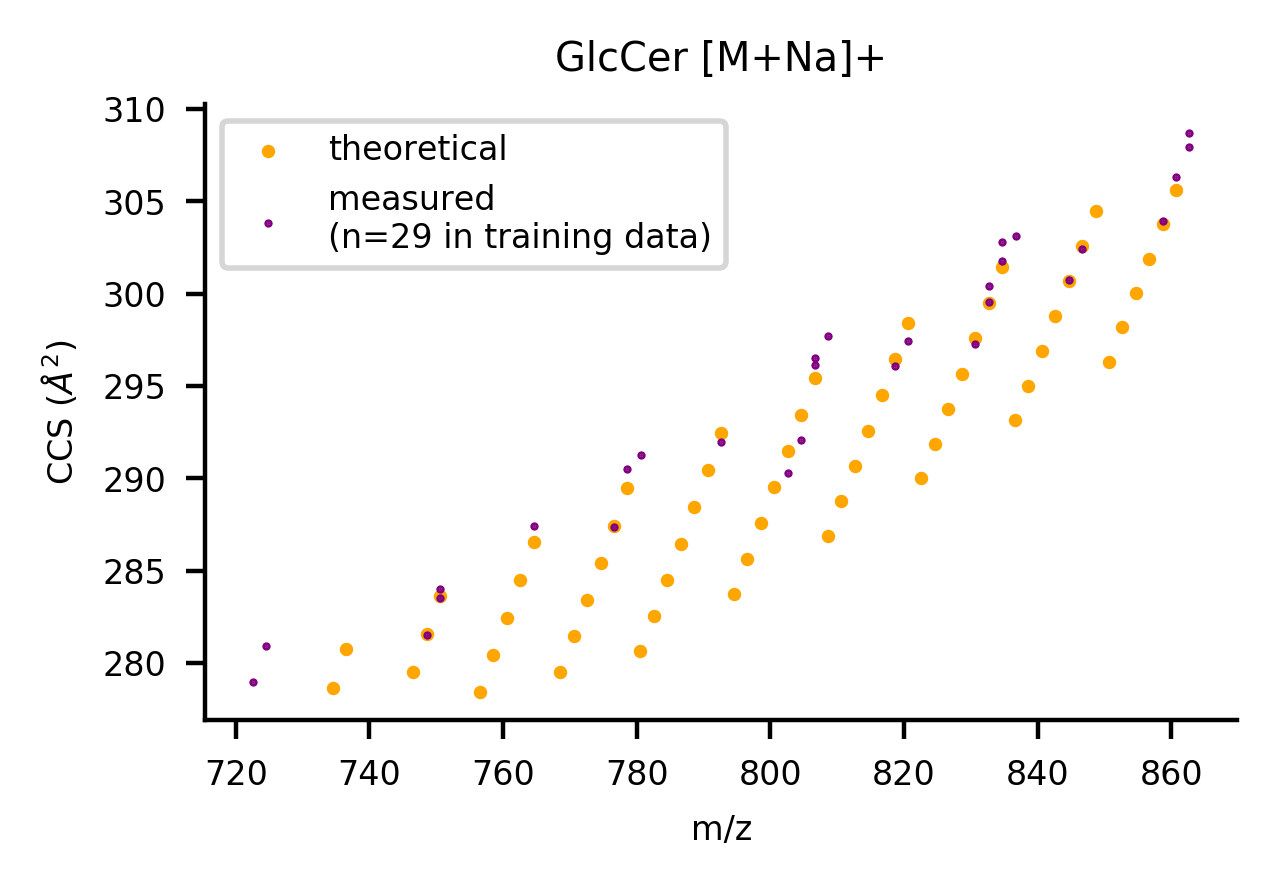 GlcCer [M+Na]+
310
305
300
295
290
285
280
CCS (Å²)
theoretical
measured
(n=29 in training data)
720 740 760 780 800 820 840 860
m/z